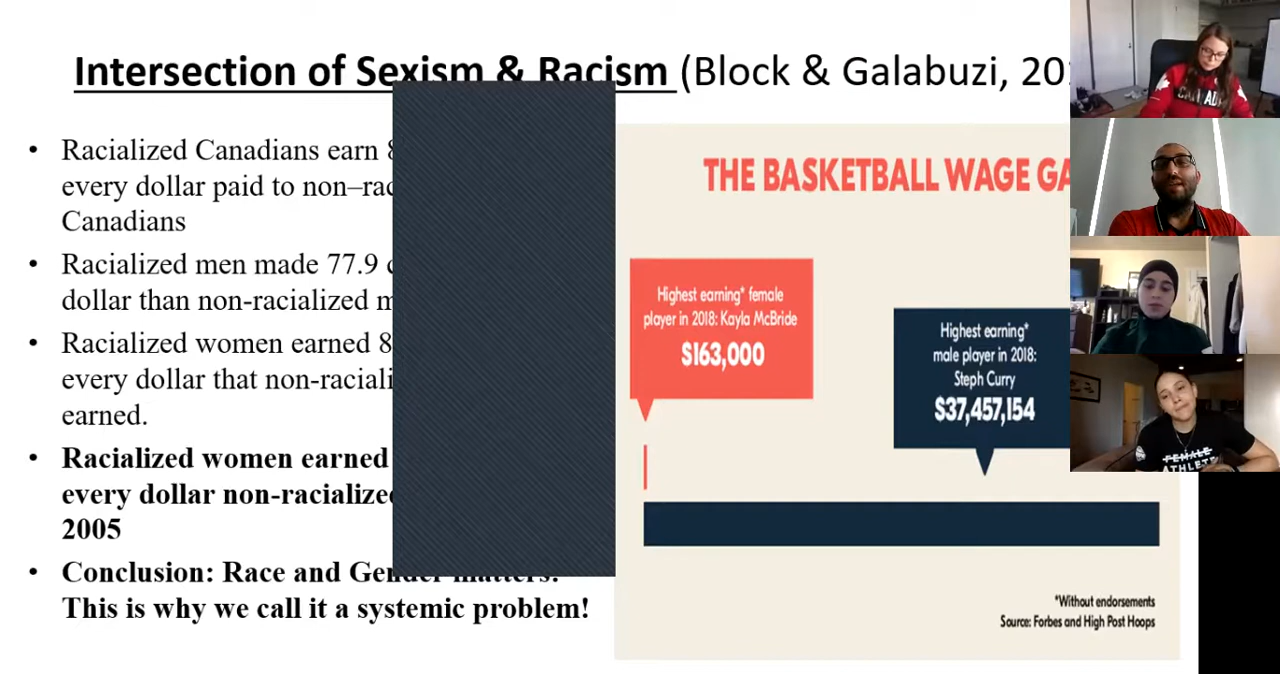 Intersection of Sexism & Racism (Block & Galabuzi, 20
• Racialized Canadians earn
every dollar paid to non–rac
Canadians
• Racialized men made 77.9
dollar than non-racialized m
• Racialized women earned 8
every dollar that non-raciali
earned.
• Racialized women earned
every dollar non-racialized
2005
• Conclusion: Race and Gender matters!
This is why we call it a systemic problem!
THE BASKETBALL WAGE GA
Highest earning* female
player in 2018: Kayla McBride
$163,000
Highest earning*
male player in 2018:
Steph Curry
$37,457,154
*Without endorsements
Source: Forbes and High Post Hoops
CANADA
FEMALE
ATHLETE